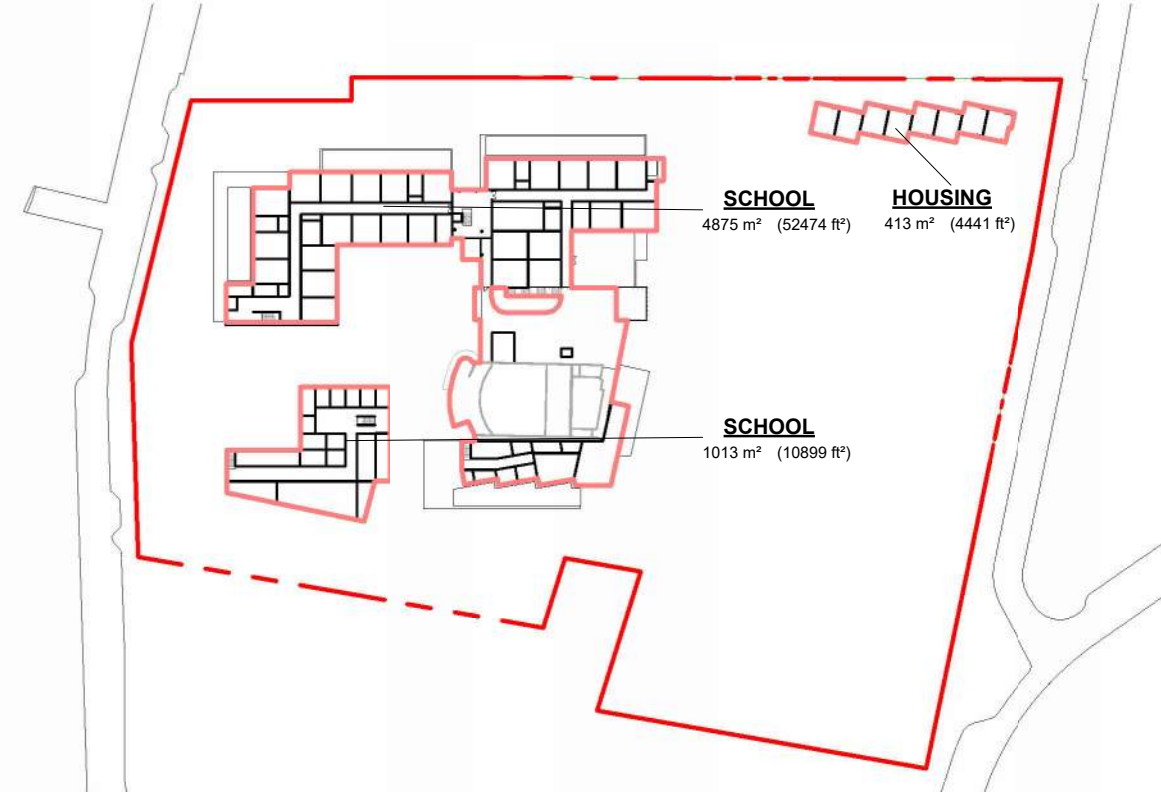 SCHOOL
4875 m² (52474 ft²)
HOUSING
413 m² (4441 ft²)
SCHOOL
1013 m² (10899 ft²)